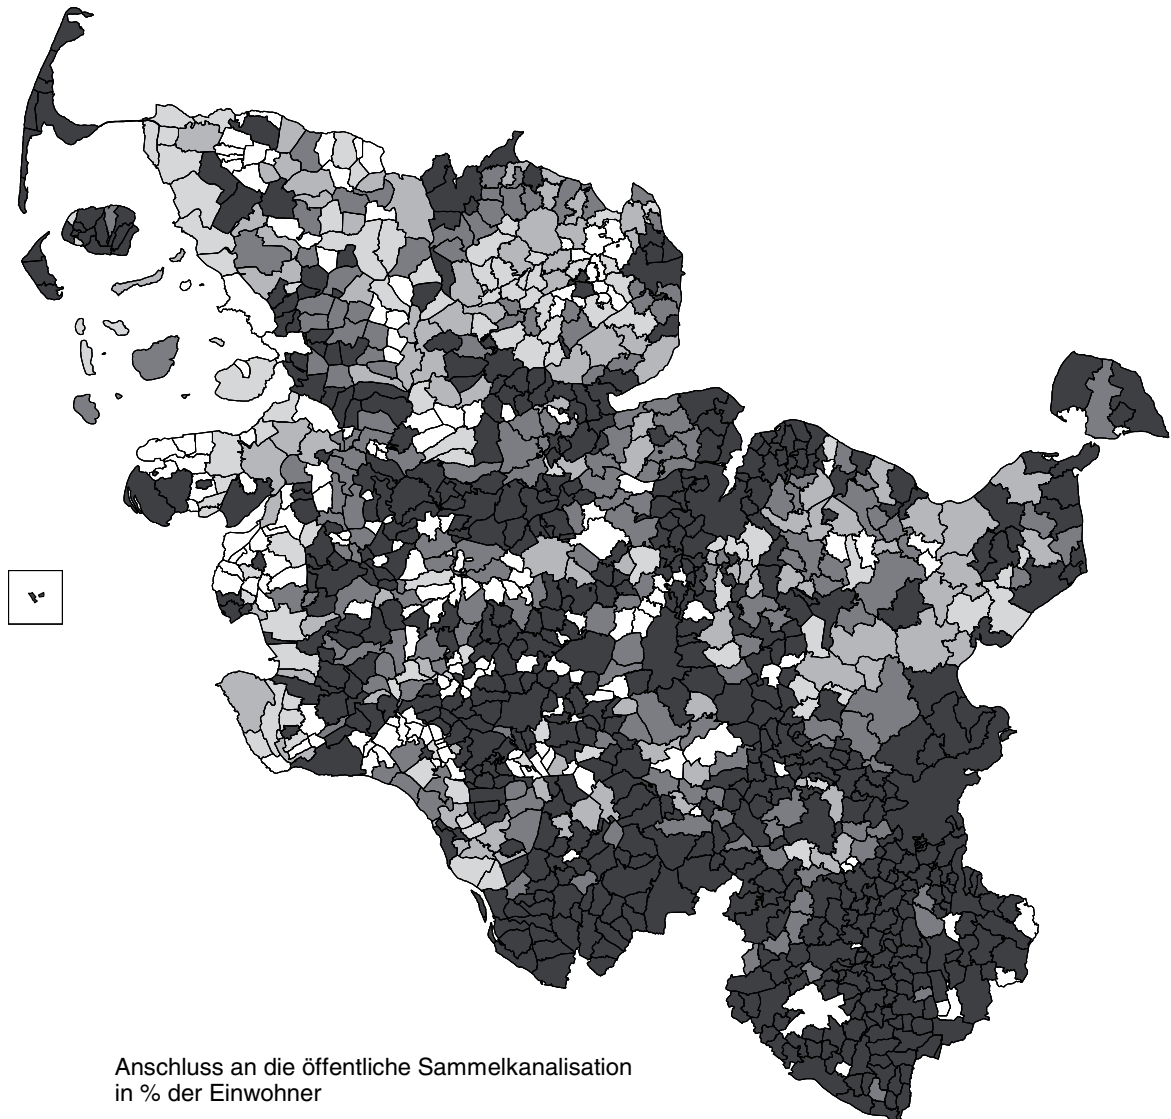 Anschluss an die öffentliche Sammelkanalisation
in % der Einwohner